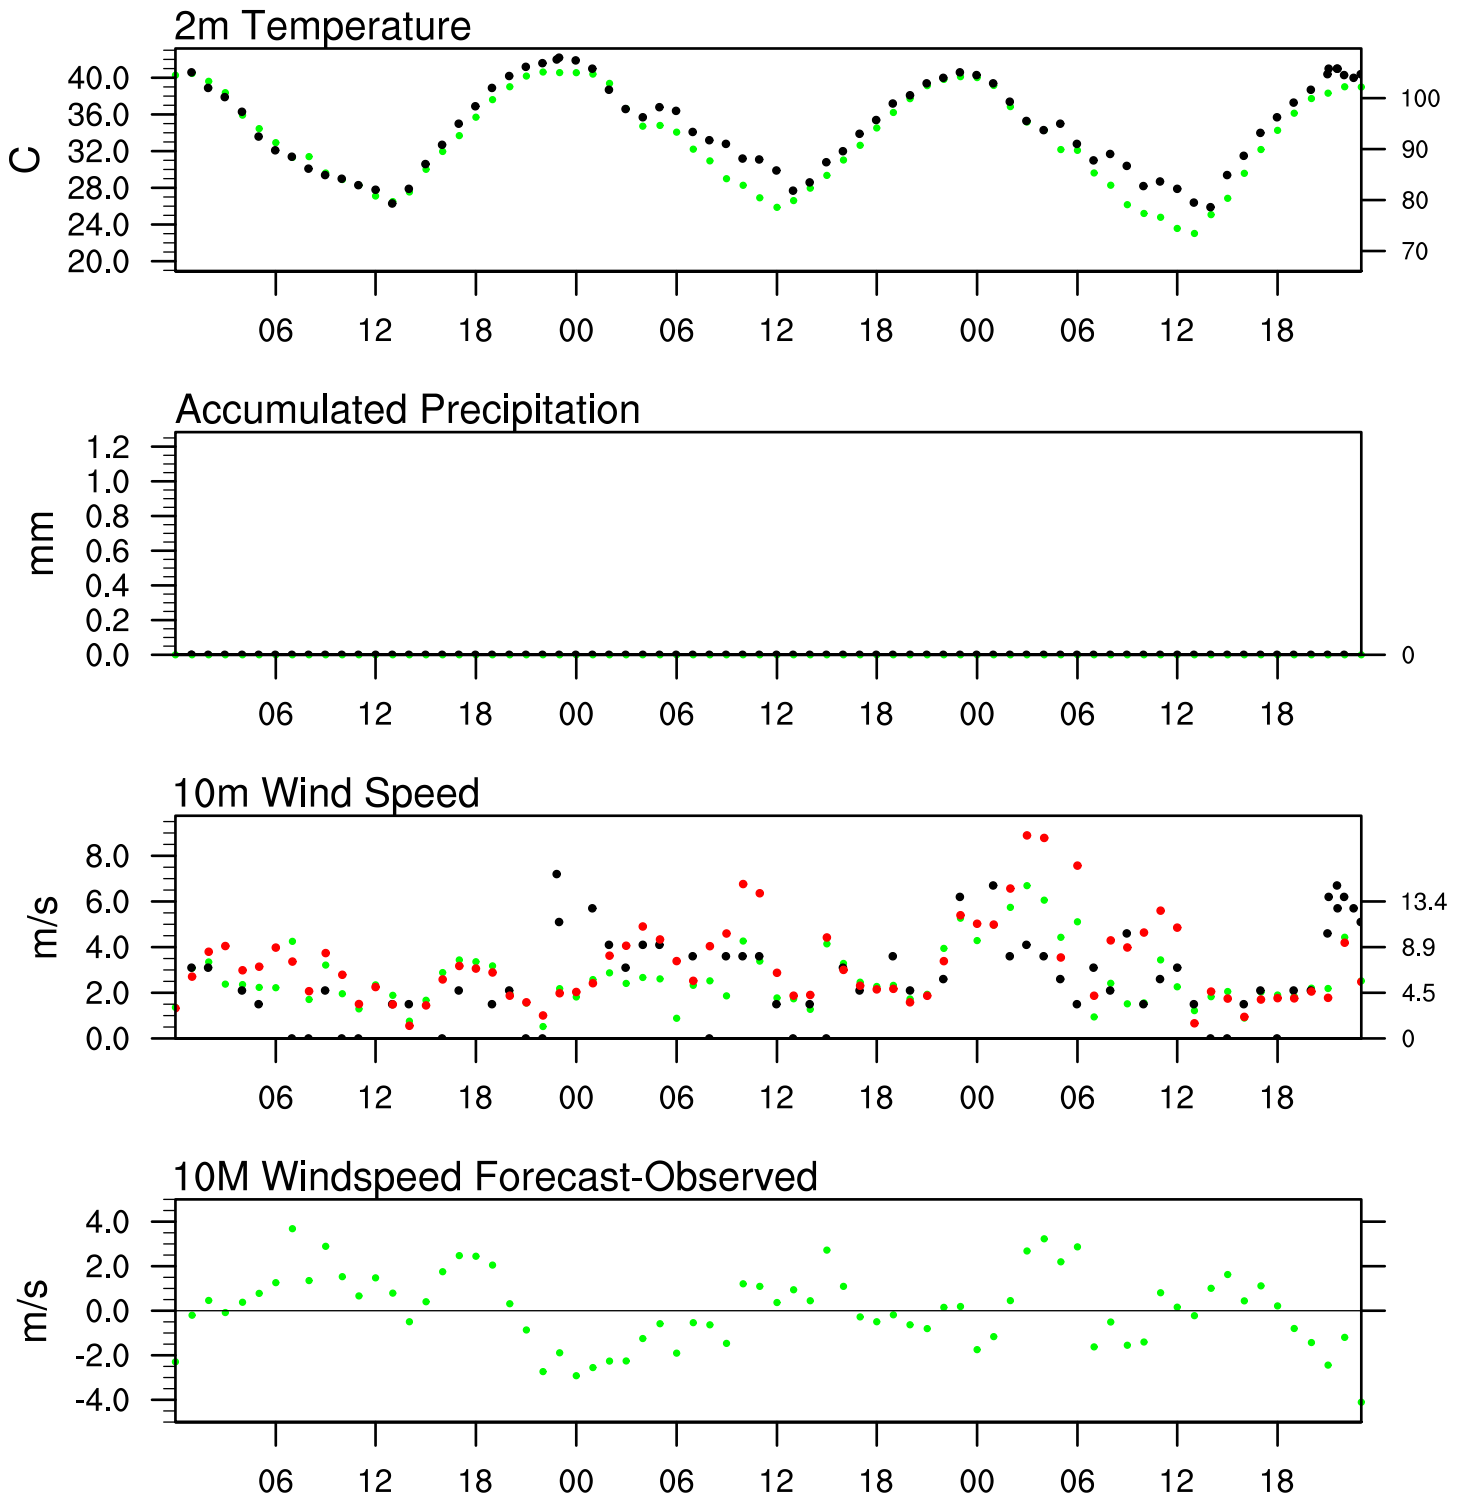 2m Temperature
40.0
36.0
32.0
28.0
24.0
20.0
C
100
90
80
70
06 12 18 00 06 12 18 00 06 12 18
Accumulated Precipitation
1.2
1.0
0.8
0.6
0.4
0.2
0.0
mm
0
06 12 18 00 06 12 18 00 06 12 18
10m Wind Speed
8.0
6.0
4.0
2.0
0.0
m/s
13.4
8.9
4.5
0
06 12 18 00 06 12 18 00 06 12 18
10M Windspeed Forecast-Observed
4.0
2.0
0.0
-2.0
-4.0
m/s
06 12 18 00 06 12 18 00 06 12 18